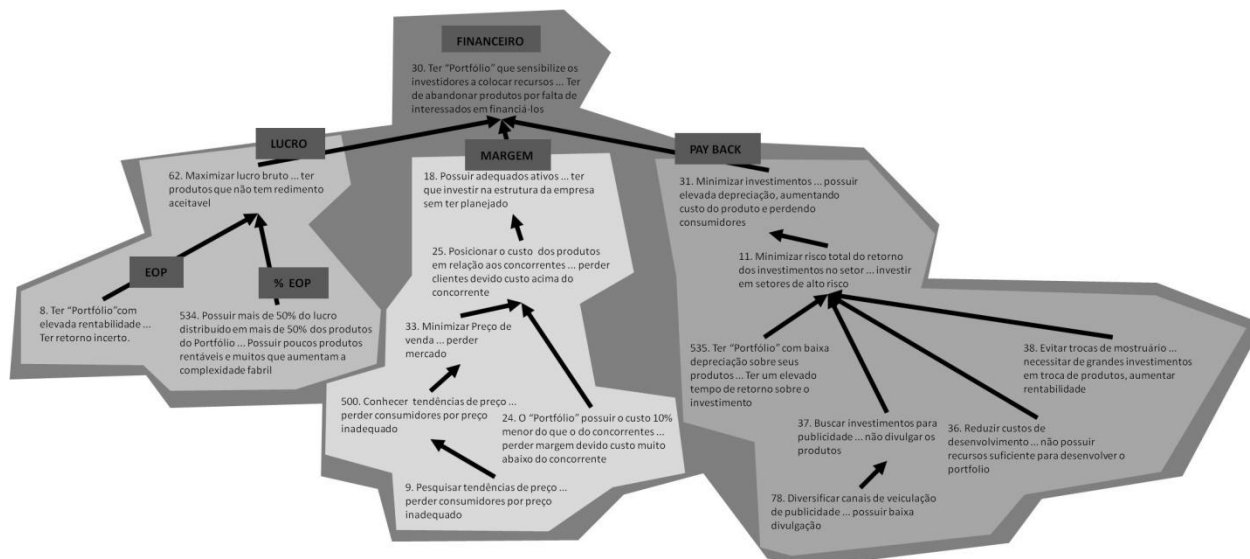 FINANCEIRO
30. Ter “Portfólio” que sensibilize os
investidores a colocar recursos ... Ter
de abandonar produtos por falta de
interessados em financiá-los
LUCRO
62. Maximizar lucro bruto ... ter
produtos que não tem redimento
aceitavel
EOP
% EOP
8. Ter “Portfólio”com
elevada rentabilidade ...
Ter retorno incerto.
534. Possuir mais de 50% do lucro
distribuído em mais de 50% dos produtos
do Portfólio ... Possuir poucos produtos
rentáveis e muitos que aumentam a
complexidade fabril
MARGEM
18. Possuir adequados ativos ... ter
que investir na estrutura da empresa
sem ter planejado
25. Posicionar o custo dos produtos
em relação aos concorrentes ... perder
clientes devido custo acima do
concorrente
33. Minimizar Preço de
venda ... perder
mercado
500. Conhecer tendências de preço ...
perder consumidores por preço
inadequado
24. O “Portfólio” possuir o custo 10%
menor do que o do concorrentes ...
perder margem devido custo muito
abaixo do concorrente
9. Pesquisar tendências de preço ...
perder consumidores por preço
inadequado
PAY BACK
31. Minimizar investimentos ... possuir
elevada depreciação, aumentando
custo do produto e perdendo
consumidores
11. Minimizar risco total do retorno
dos investimentos no setor ... investir
em setores de alto risco
535. Ter “Portfólio” com baixa
depreciação sobre seus
produtos ... Ter um elevado
tempo de retorno sobre o
investimento
38. Evitar trocas de mostruário ...
necessitar de grandes investimentos
em troca de produtos, aumentar
rentabilidade
37. Buscar investimentos para
publicidade ... não divulgar os
produtos
36. Reduzir custos de
desenvolvimento ... não possuir
recursos suficiente para desenvolver o
portfolio
78. Diversificar canais de veiculação
de publicidade ... possuir baixa
divulgação